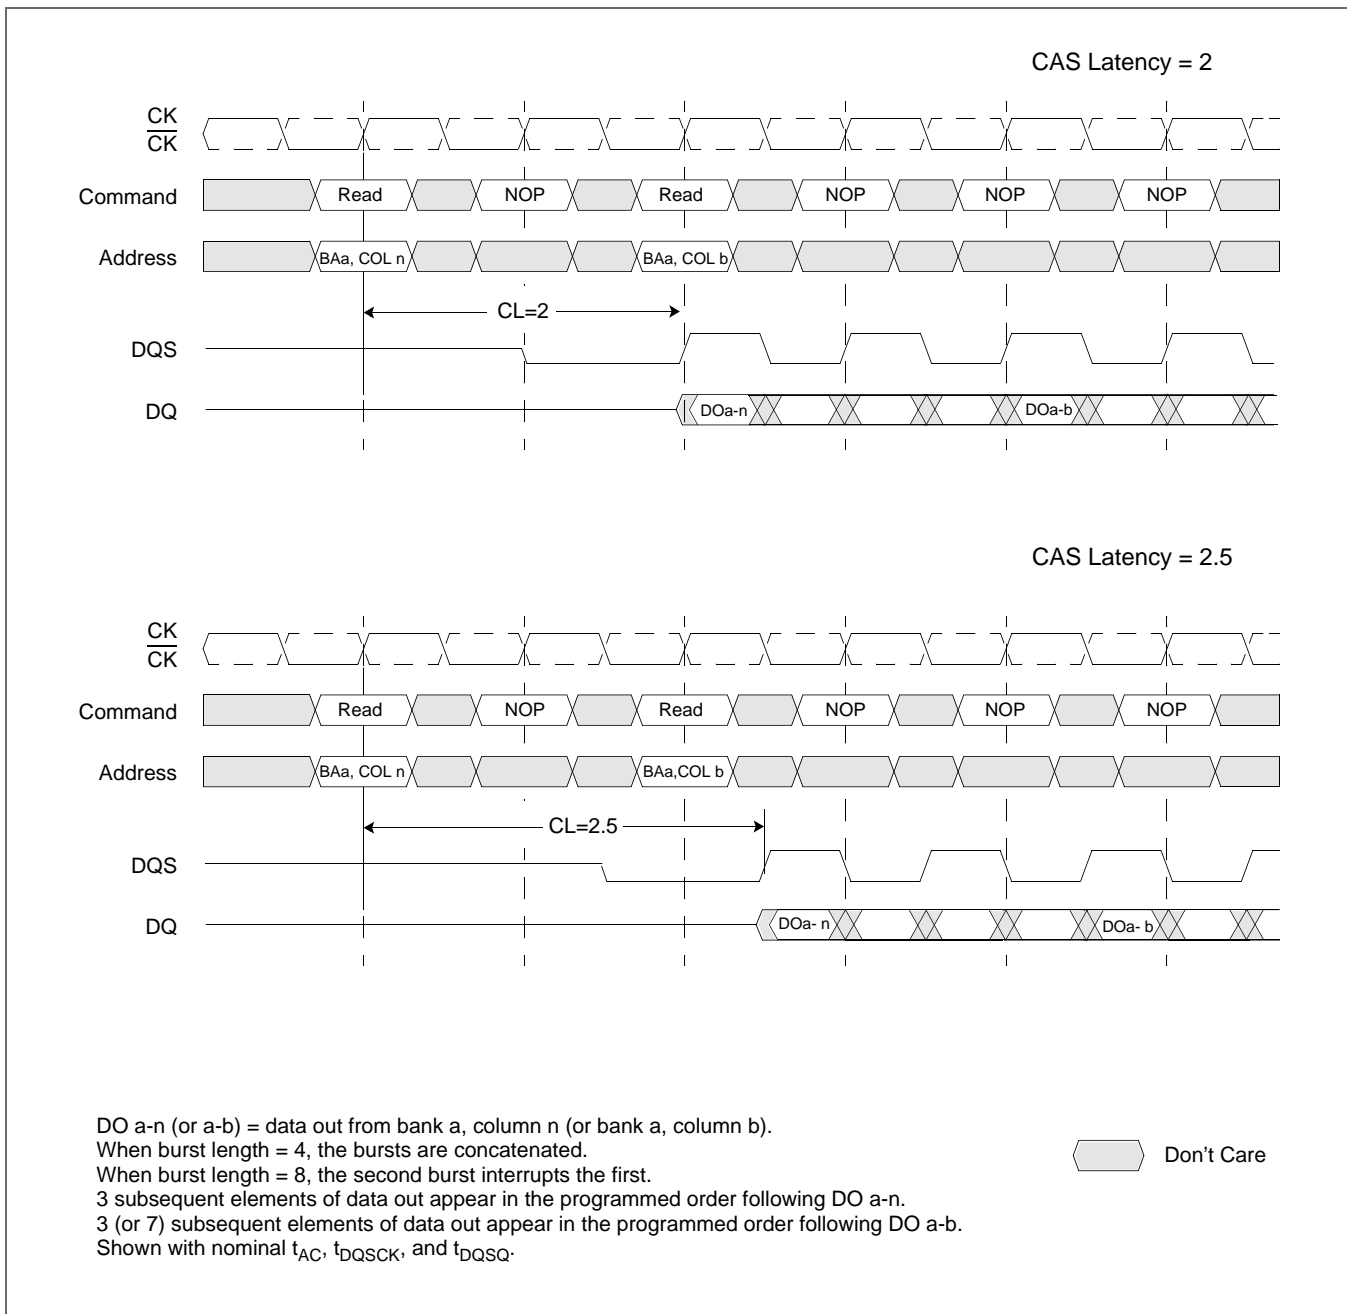 CAS Latency = 2
CK
CK
Command Read NOP Read NOP NOP NOP
Address BAa, COL n BAa, COL b
CL=2
DQS
DQ DOa-n DOa-b
CAS Latency = 2.5
CK
CK
Command Read NOP Read NOP NOP NOP
Address BAa, COL n BAa,COL b
CL=2.5
DQS
DQ DOa- n DOa- b
DO a-n (or a-b) = data out from bank a, column n (or bank a, column b).
When burst length = 4, the bursts are concatenated.
When burst length = 8, the second burst interrupts the first.
3 subsequent elements of data out appear in the programmed order following DO a-n.
3 (or 7) subsequent elements of data out appear in the programmed order following DO a-b.
Shown with nominal tAC, tDQSCK, and tDQSQ.
Don't Care